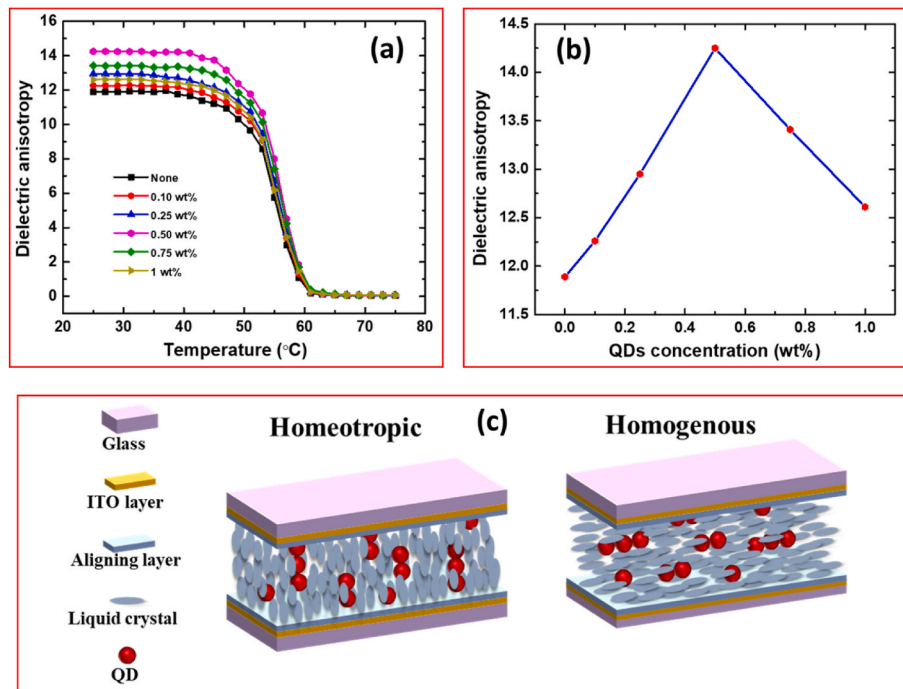 (a)
Dielectric anisotropy
16
14
12
10
8
6
4
2
0
None
0.10 wt%
0.25 wt%
0.50 wt%
0.75 wt%
1 wt%
20 30 40 50 60 70 80
Temperature (°C)
(b)
Dielectric anisotropy
14.5
14.0
13.5
13.0
12.5
12.0
11.5
0.0 0.2 0.4 0.6 0.8 1.0
QDs concentration (wt%)
(c)
Glass
ITO layer
Aligning layer
Liquid crystal
QD
Homeotropic
Homogenous